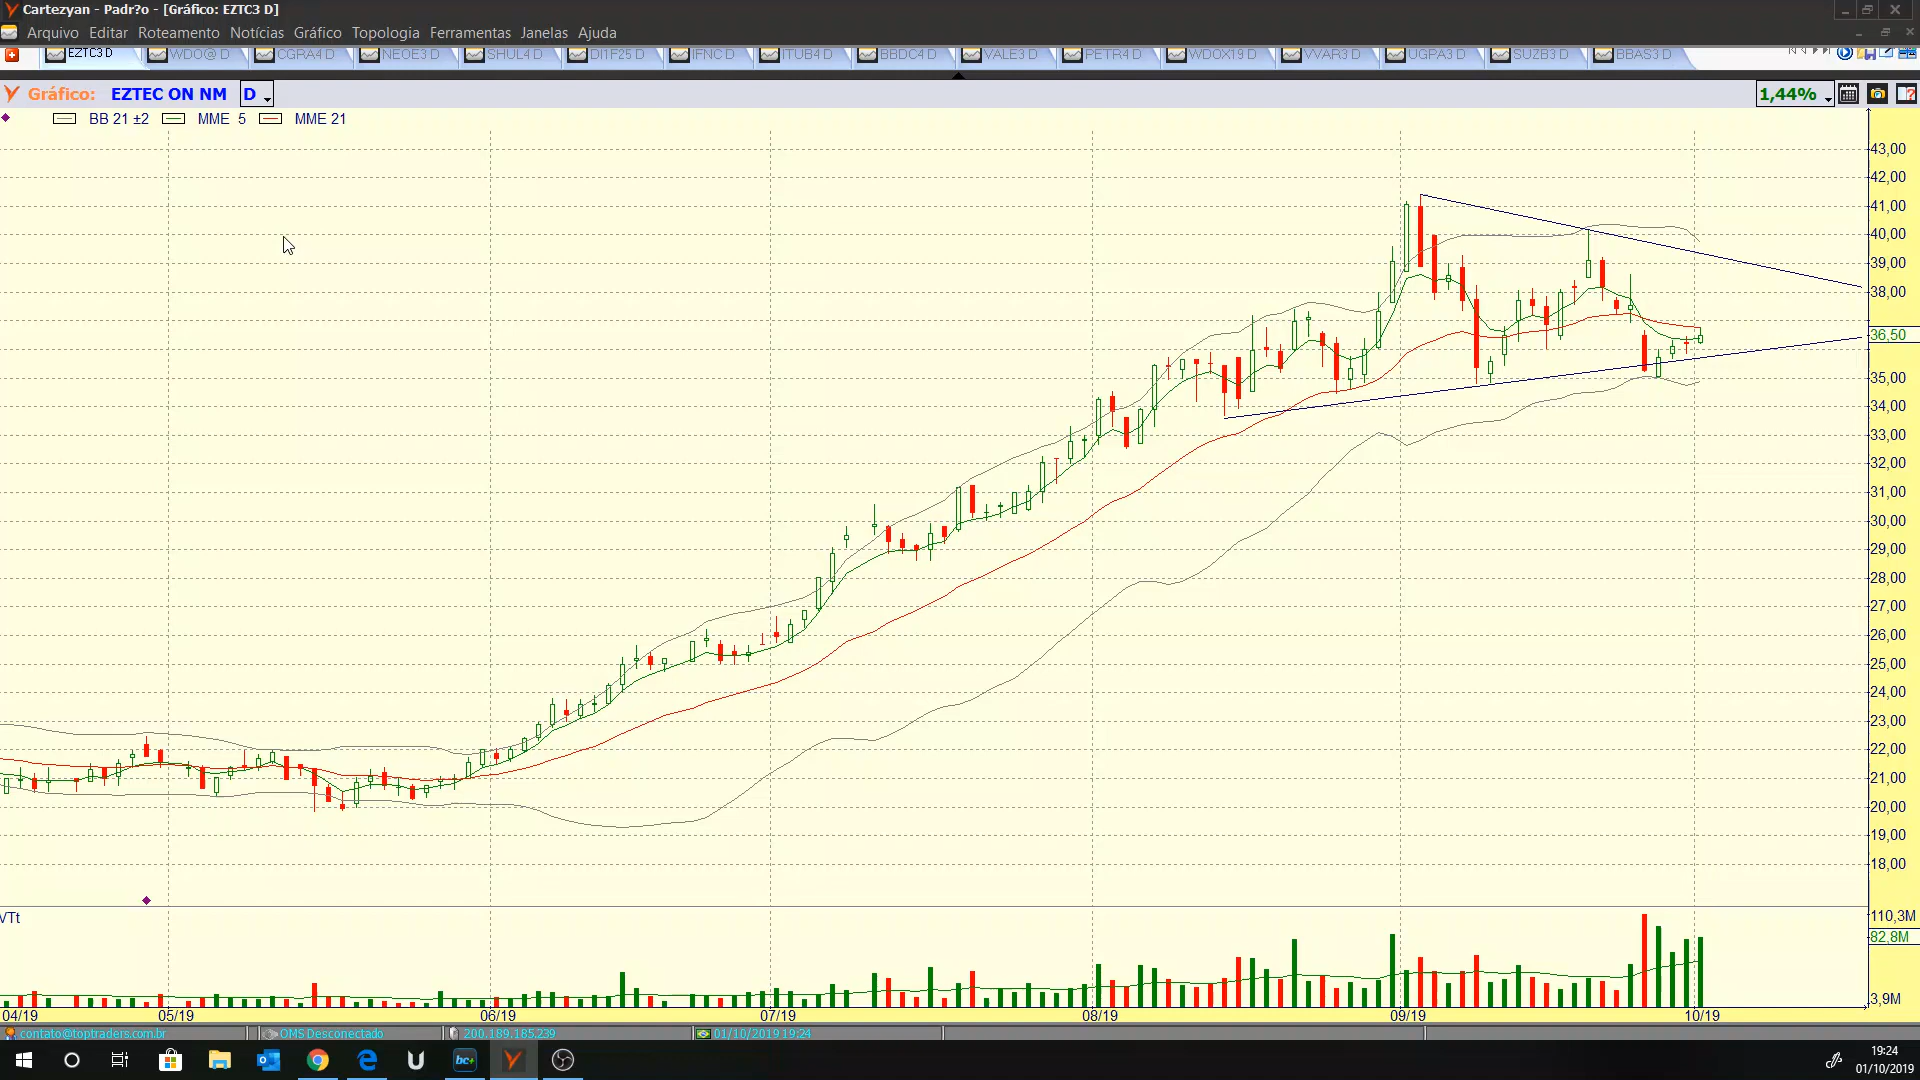 Cartezyan - Padr?o - [Gráfico: EZTC3 D]
Arquivo Editar Roteamento Notícias Gráfico Topologia Ferramentas Janelas Ajuda
EZTC3 D WDO@ D CGRA4 D NEOE3 D SHUL4 D DI1F25 D IFNC D ITUB4 D BBDC4 D VALE3 D PETR4 D WDOX19 D VVAR3 D UGPA3 D SUZB3 D BBAS3 D
Gráfico: EZTEC ON NM D 1,44%
BB 21 ±2 MME 5 MME 21
43,00
42,00
41,00
40,00
39,00
38,00
36,50
35,00
34,00
33,00
32,00
31,00
30,00
29,00
28,00
27,00
26,00
25,00
24,00
23,00
22,00
21,00
20,00
19,00
18,00
VTt
110,3M
82,8M
3,9M
04/19 05/19 06/19 07/19 08/19 09/19 10/19
contato@toptraders.com.br OMS Desconectado 200.189.185.239 01/10/2019 19:24
bc+
19:24
01/10/2019